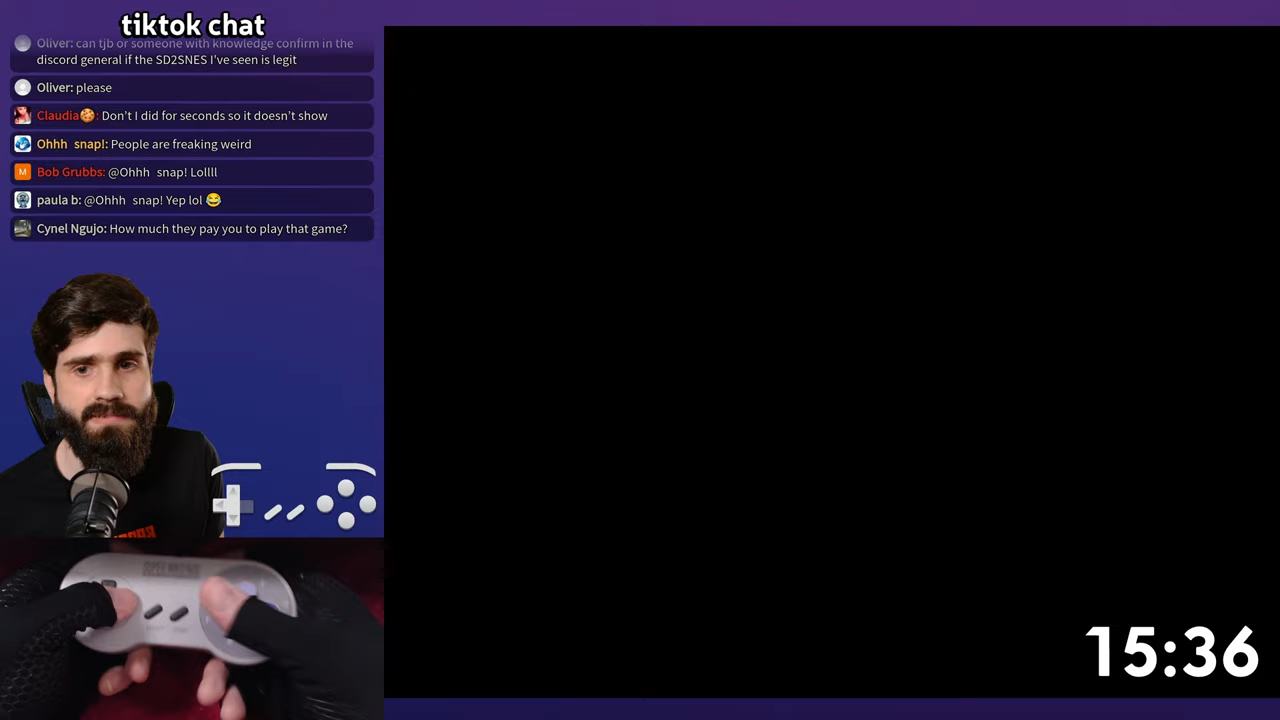 tiktok chat
Oliver: can tjb or someone with knowledge confirm in the
discord general if the SD2SNES I've seen is legit
Oliver: please
Claudia🍪: Don't I did for seconds so it doesn't show
Ohhh snap!: People are freaking weird
M
Bob Grubbs: @Ohhh snap! Lollll
paula b: @Ohhh snap! Yep lol 😂
Cynel Ngujo: How much they pay you to play that game?
15:36